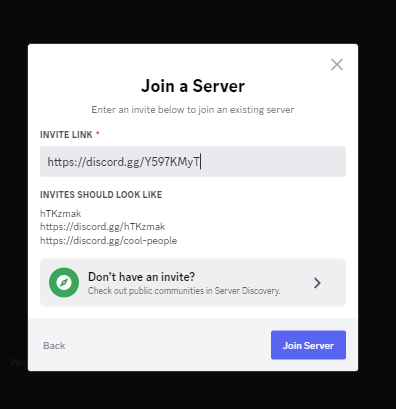 Join a Server
Enter an invite below to join an existing server
INVITE LINK *
https://discord.gg/Y597KMyT
INVITES SHOULD LOOK LIKE
hTKzmak
https://discord.gg/hTKzmak
https://discord.gg/cool-people
Don't have an invite?
Check out public communities in Server Discovery.
Back
Join Server